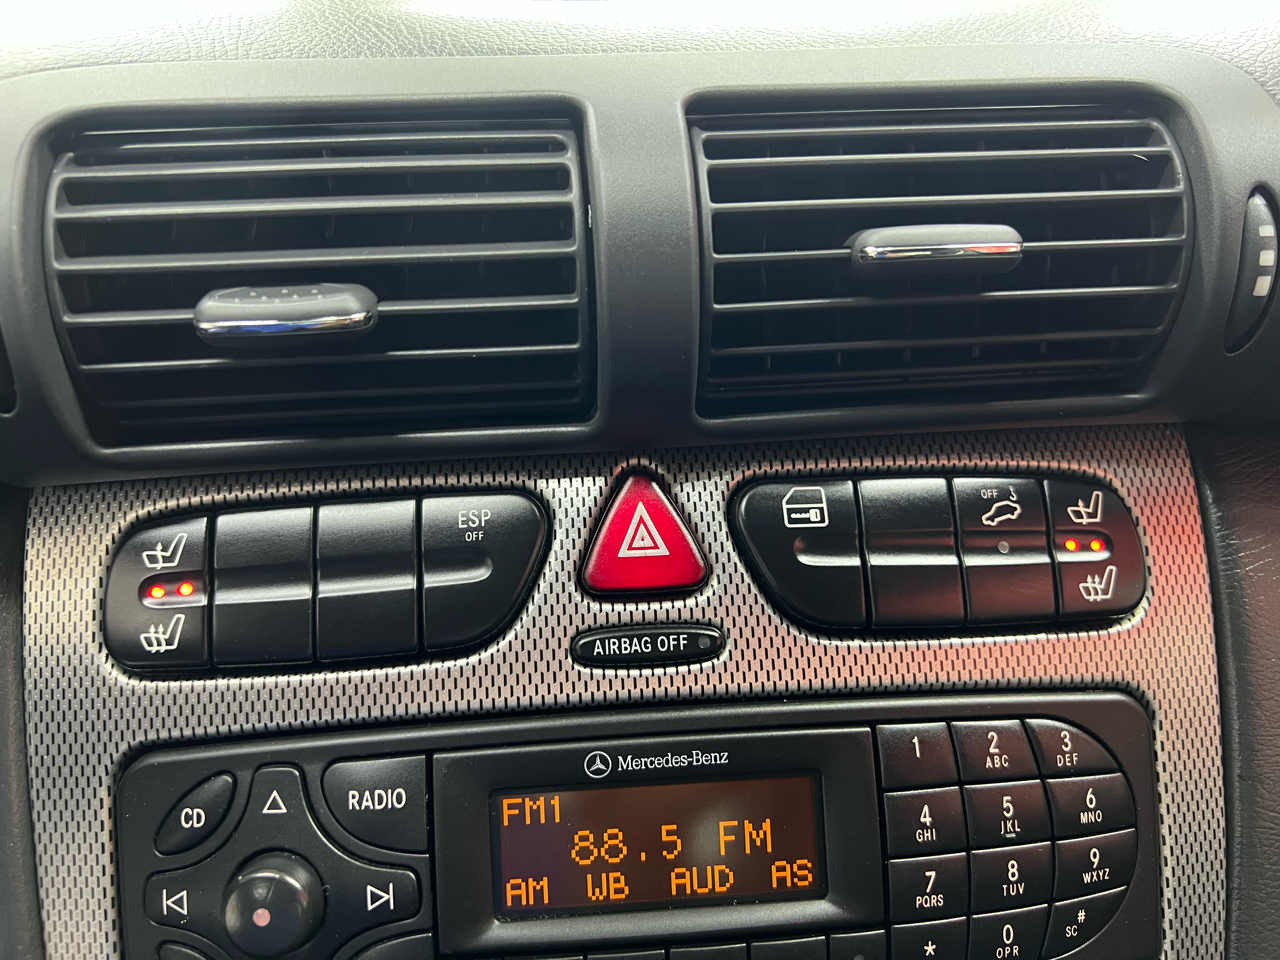 ESP
OFF
OFF
AIRBAG OFF
Mercedes-Benz
CD
RADIO
FM1
88.5 FM
AM WB AUD AS
1
2
ABC
3
DEF
4
GHI
5
JKL
6
MNO
7
PQRS
8
TUV
9
WXYZ
*
0
OPR
#
SC